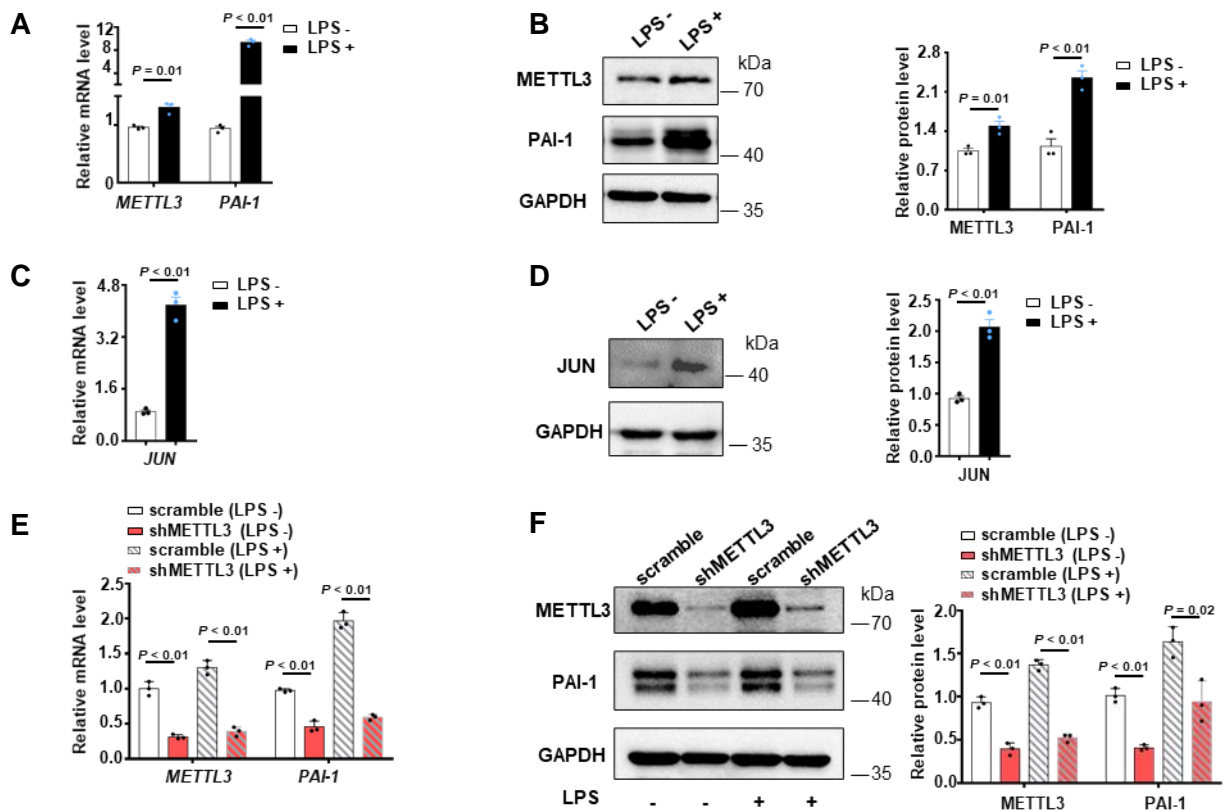 A
Relative mRNA level
12
8
4
1
0
P = 0.01
P < 0.01
METTL3 PAI-1
LPS -
LPS +
B
LPS - LPS +
kDa
METTL3
70
PAI-1
40
GAPDH
35
Relative protein level
2.8
2.1
1.4
0.7
0.0
P = 0.01
P < 0.01
METTL3 PAI-1
LPS -
LPS +
C
Relative mRNA level
4.8
3.2
1.6
0.0
P < 0.01
JUN
LPS -
LPS +
D
LPS - LPS +
kDa
JUN
40
GAPDH
35
Relative protein level
2.5
2.0
1.5
1.0
0.5
0.0
P < 0.01
JUN
LPS -
LPS +
E
scramble (LPS -)
shMETTL3 (LPS -)
scramble (LPS +)
shMETTL3 (LPS +)
Relative mRNA level
2.5
2.0
1.5
1.0
0.5
0.0
P < 0.01
P < 0.01
P < 0.01
P < 0.01
METTL3 PAI-1
F
scramble shMETTL3 scramble shMETTL3
kDa
METTL3
70
PAI-1
40
GAPDH
35
LPS - - + +
scramble (LPS -)
shMETTL3 (LPS -)
scramble (LPS +)
shMETTL3 (LPS +)
Relative protein level
2.0
1.5
1.0
0.5
0.0
P < 0.01
P < 0.01
P < 0.01
P = 0.02
METTL3 PAI-1